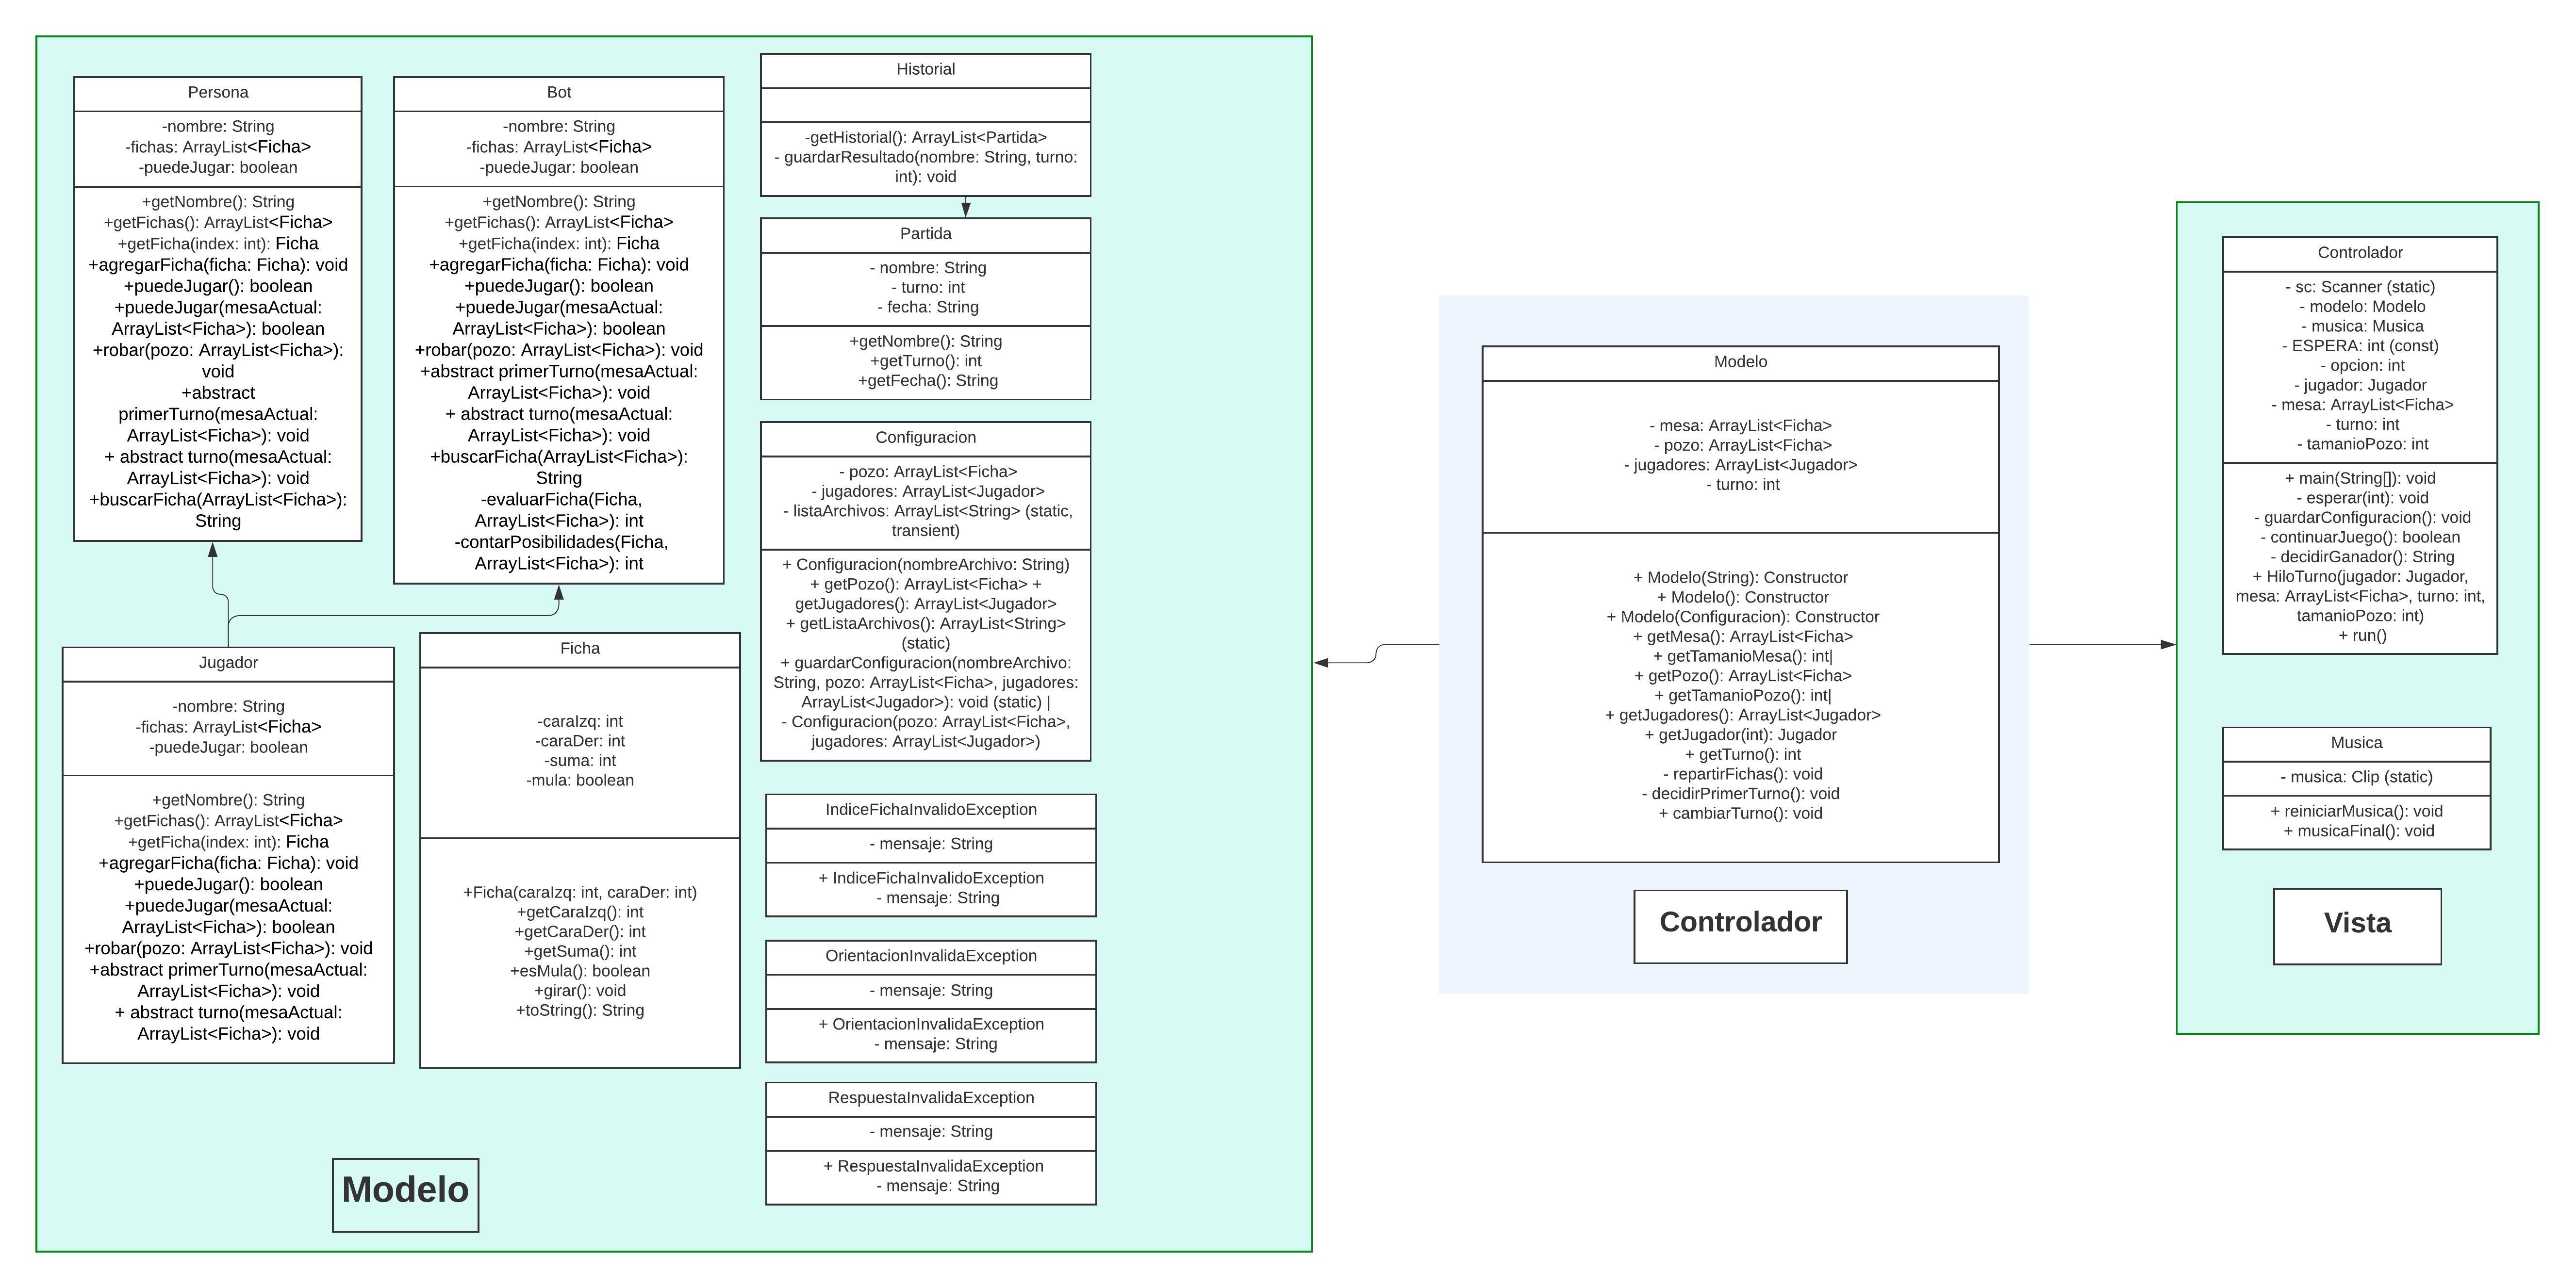 Persona
-nombre: String
-fichas: ArrayList<Ficha>
-puedeJugar: boolean
+getNombre(): String
+getFichas(): ArrayList<Ficha>
+getFicha(index: int): Ficha
+agregarFicha(ficha: Ficha): void
+puedeJugar(): boolean
+puedeJugar(mesaActual:
ArrayList<Ficha>): boolean
+robar(pozo: ArrayList<Ficha>):
void
+abstract
primerTurno(mesaActual:
ArrayList<Ficha>): void
+ abstract turno(mesaActual:
ArrayList<Ficha>): void
+buscarFicha(ArrayList<Ficha>):
String
Bot
-nombre: String
-fichas: ArrayList<Ficha>
-puedeJugar: boolean
+getNombre(): String
+getFichas(): ArrayList<Ficha>
+getFicha(index: int): Ficha
+agregarFicha(ficha: Ficha): void
+puedeJugar(): boolean
+puedeJugar(mesaActual:
ArrayList<Ficha>): boolean
+robar(pozo: ArrayList<Ficha>): void
+abstract primerTurno(mesaActual:
ArrayList<Ficha>): void
+ abstract turno(mesaActual:
ArrayList<Ficha>): void
+buscarFicha(ArrayList<Ficha>):
String
-evaluarFicha(Ficha,
ArrayList<Ficha>): int
-contarPosibilidades(Ficha,
ArrayList<Ficha>): int
Jugador
-nombre: String
-fichas: ArrayList<Ficha>
-puedeJugar: boolean
+getNombre(): String
+getFichas(): ArrayList<Ficha>
+getFicha(index: int): Ficha
+agregarFicha(ficha: Ficha): void
+puedeJugar(): boolean
+puedeJugar(mesaActual:
ArrayList<Ficha>): boolean
+robar(pozo: ArrayList<Ficha>): void
+abstract primerTurno(mesaActual:
ArrayList<Ficha>): void
+ abstract turno(mesaActual:
ArrayList<Ficha>): void
Ficha
-caraIzq: int
-caraDer: int
-suma: int
-mula: boolean
+Ficha(caraIzq: int, caraDer: int)
+getCaraIzq(): int
+getCaraDer(): int
+getSuma(): int
+esMula(): boolean
+girar(): void
+toString(): String
Historial
-getHistorial(): ArrayList<Partida>
- guardarResultado(nombre: String, turno:
int): void
Partida
- nombre: String
- turno: int
- fecha: String
+getNombre(): String
+getTurno(): int
+getFecha(): String
Configuracion
- pozo: ArrayList<Ficha>
- jugadores: ArrayList<Jugador>
- listaArchivos: ArrayList<String> (static,
transient)
+ Configuracion(nombreArchivo: String)
+ getPozo(): ArrayList<Ficha> +
getJugadores(): ArrayList<Jugador>
+ getListaArchivos(): ArrayList<String>
(static)
+ guardarConfiguracion(nombreArchivo:
String, pozo: ArrayList<Ficha>, jugadores:
ArrayList<Jugador>): void (static) |
- Configuracion(pozo: ArrayList<Ficha>,
jugadores: ArrayList<Jugador>)
IndiceFichaInvalidoException
- mensaje: String
+ IndiceFichaInvalidoException
- mensaje: String
OrientacionInvalidaException
- mensaje: String
+ OrientacionInvalidaException
- mensaje: String
RespuestaInvalidaException
- mensaje: String
+ RespuestaInvalidaException
- mensaje: String
Modelo
Modelo
- mesa: ArrayList<Ficha>
- pozo: ArrayList<Ficha>
- jugadores: ArrayList<Jugador>
- turno: int
+ Modelo(String): Constructor
+ Modelo(): Constructor
+ Modelo(Configuracion): Constructor
+ getMesa(): ArrayList<Ficha>
+ getTamanioMesa(): int|
+ getPozo(): ArrayList<Ficha>
+ getTamanioPozo(): int|
+ getJugadores(): ArrayList<Jugador>
+ getJugador(int): Jugador
+ getTurno(): int
- repartirFichas(): void
- decidirPrimerTurno(): void
+ cambiarTurno(): void
Controlador
Controlador
- sc: Scanner (static)
- modelo: Modelo
- musica: Musica
- ESPERA: int (const)
- opcion: int
- jugador: Jugador
- mesa: ArrayList<Ficha>
- turno: int
- tamanioPozo: int
+ main(String[]): void
- esperar(int): void
- guardarConfiguracion(): void
- continuarJuego(): boolean
- decidirGanador(): String
+ HiloTurno(jugador: Jugador,
mesa: ArrayList<Ficha>, turno: int,
tamanioPozo: int)
+ run()
Musica
- musica: Clip (static)
+ reiniciarMusica(): void
+ musicaFinal(): void
Vista